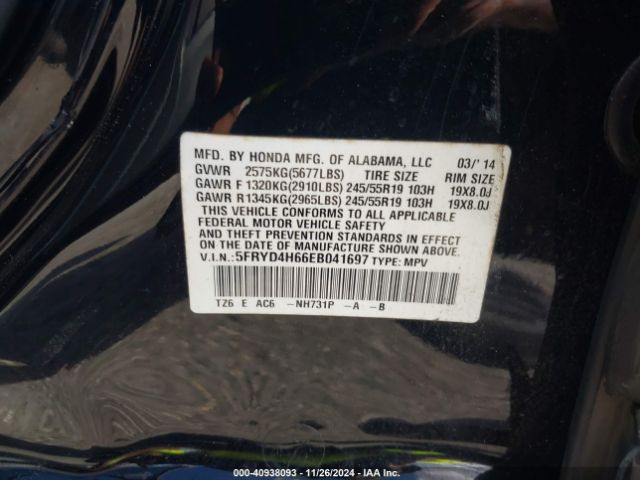 MFD. BY HONDA MFG. OF ALABAMA, LLC 03/'14
GVWR 2575KG(5677LBS) TIRE SIZE RIM SIZE
GAWR F 1320KG(2910LBS) 245/55R19 103H 19X8.0J
GAWR R1345KG(2965LBS) 245/55R19 103H 19X8.0J
THIS VEHICLE CONFORMS TO ALL APPLICABLE
FEDERAL MOTOR VEHICLE SAFETY
AND THEFT PREVENTION STANDARDS IN EFFECT
ON THE DATE OF MANUFACTURE SHOWN ABOVE.
V.I.N.:5FRYD4H66EB041697 TYPE: MPV
TZ6 E AC6 -NH731P -A -B
000-40938093 - 11/26/2024 - IAA Inc.